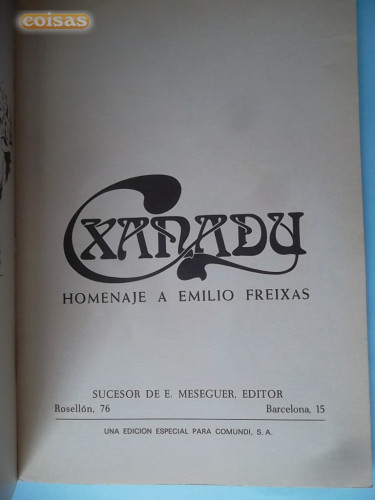 coisas
XANADU
HOMENAJE A EMILIO FREIXAS
SUCESOR DE E. MESEGUER, EDITOR
Rosellón, 76 Barcelona, 15
UNA EDICION ESPECIAL PARA COMUNDI, S. A.